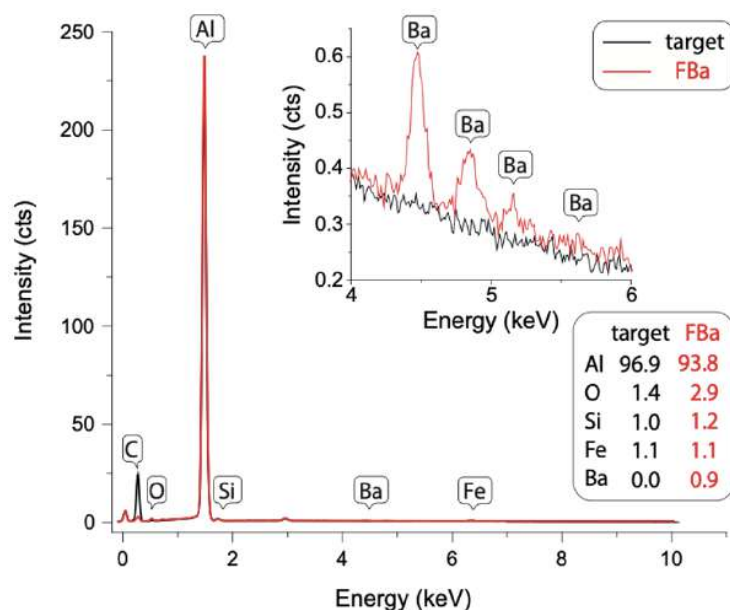 250
200
150
100
50
0
Intensity (cts)
Al
C
O
Si
Ba
Fe
0 2 4 6 8 10
Energy (keV)
0.6
0.5
0.4
0.3
0.2
Intensity (cts)
Ba
Ba
Ba
Ba
4 5 6
Energy (keV)
target
FBa
target FBa
Al 96.9 93.8
O 1.4 2.9
Si 1.0 1.2
Fe 1.1 1.1
Ba 0.0 0.9